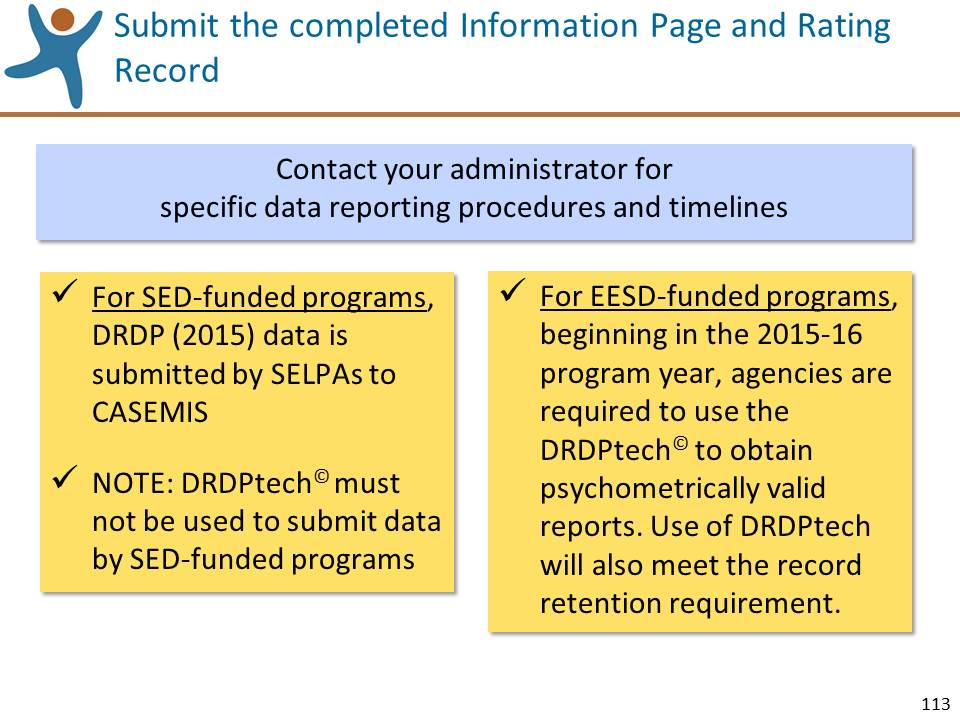 Submit the completed Information Page and Rating
Record
Contact your administrator for
specific data reporting procedures and timelines
✓ For SED-funded programs,
DRDP (2015) data is
submitted by SELPAs to
CASEMIS
✓ NOTE: DRDPtech© must
not be used to submit data
by SED-funded programs
✓ For EESD-funded programs,
beginning in the 2015-16
program year, agencies are
required to use the
DRDPtech© to obtain
psychometrically valid
reports. Use of DRDPtech
will also meet the record
retention requirement.
113